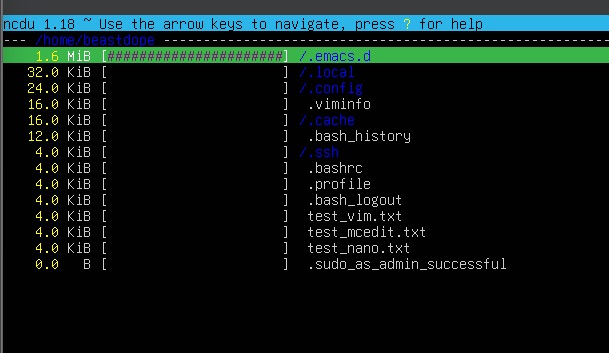 ncdu 1.18 ~ Use the arrow keys to navigate, press ? for help
--- /home/beastdope ---------------------------------------------------------
1.6 MiB [######################] /.emacs.d
32.0 KiB [                      ] /.local
24.0 KiB [                      ] /.config
16.0 KiB [                      ]  .viminfo
16.0 KiB [                      ] /.cache
12.0 KiB [                      ]  .bash_history
4.0 KiB [                      ] /.ssh
4.0 KiB [                      ]  .bashrc
4.0 KiB [                      ]  .profile
4.0 KiB [                      ]  .bash_logout
4.0 KiB [                      ]  test_vim.txt
4.0 KiB [                      ]  test_mcedit.txt
4.0 KiB [                      ]  test_nano.txt
0.0   B [                      ]  .sudo_as_admin_successful